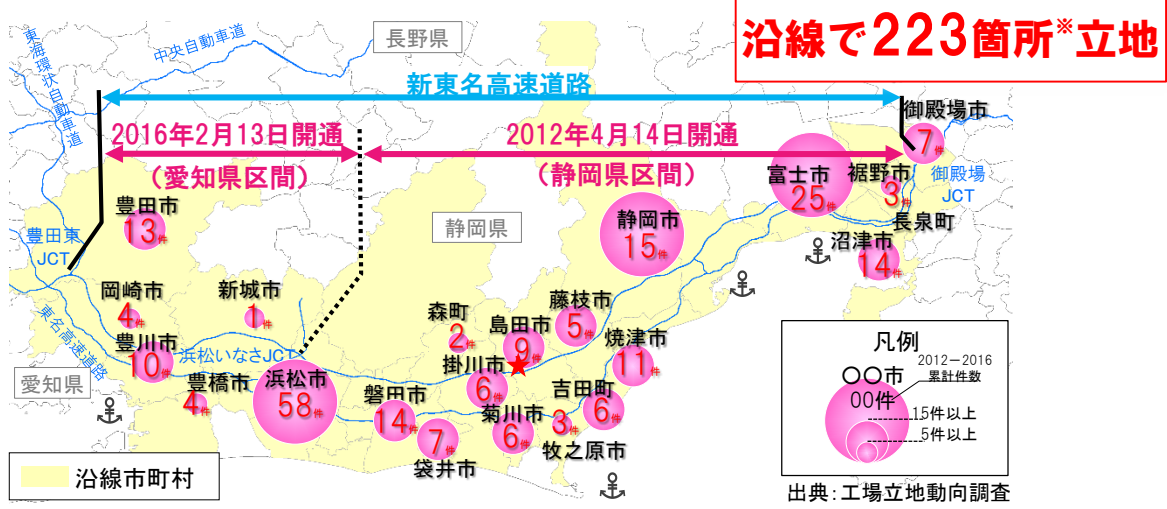 沿線で223箇所※立地
長野県
中央自動車道
東海環状自動車道
新東名高速道路
2016年2月13日開通
(愛知県区間)
2012年4月14日開通
(静岡県区間)
御殿場市
7件
御殿場
JCT
富士市
25件
裾野市
3件
長泉町
沼津市
14件
豊田市
13件
豊田東
JCT
静岡県
静岡市
15件
岡崎市
4件
新城市
1件
森町
2件
島田市
9件
藤枝市
5件
焼津市
11件
豊川市
10件
東名高速道路
浜松いなさJCT
愛知県
豊橋市
4件
浜松市
58件
掛川市
6件
磐田市
14件
袋井市
7件
菊川市
6件
吉田町
6件
3件
牧之原市
凡例
2012-2016
累計件数
〇〇市
00件
15件以上
5件以上
沿線市町村
出典:工場立地動向調査